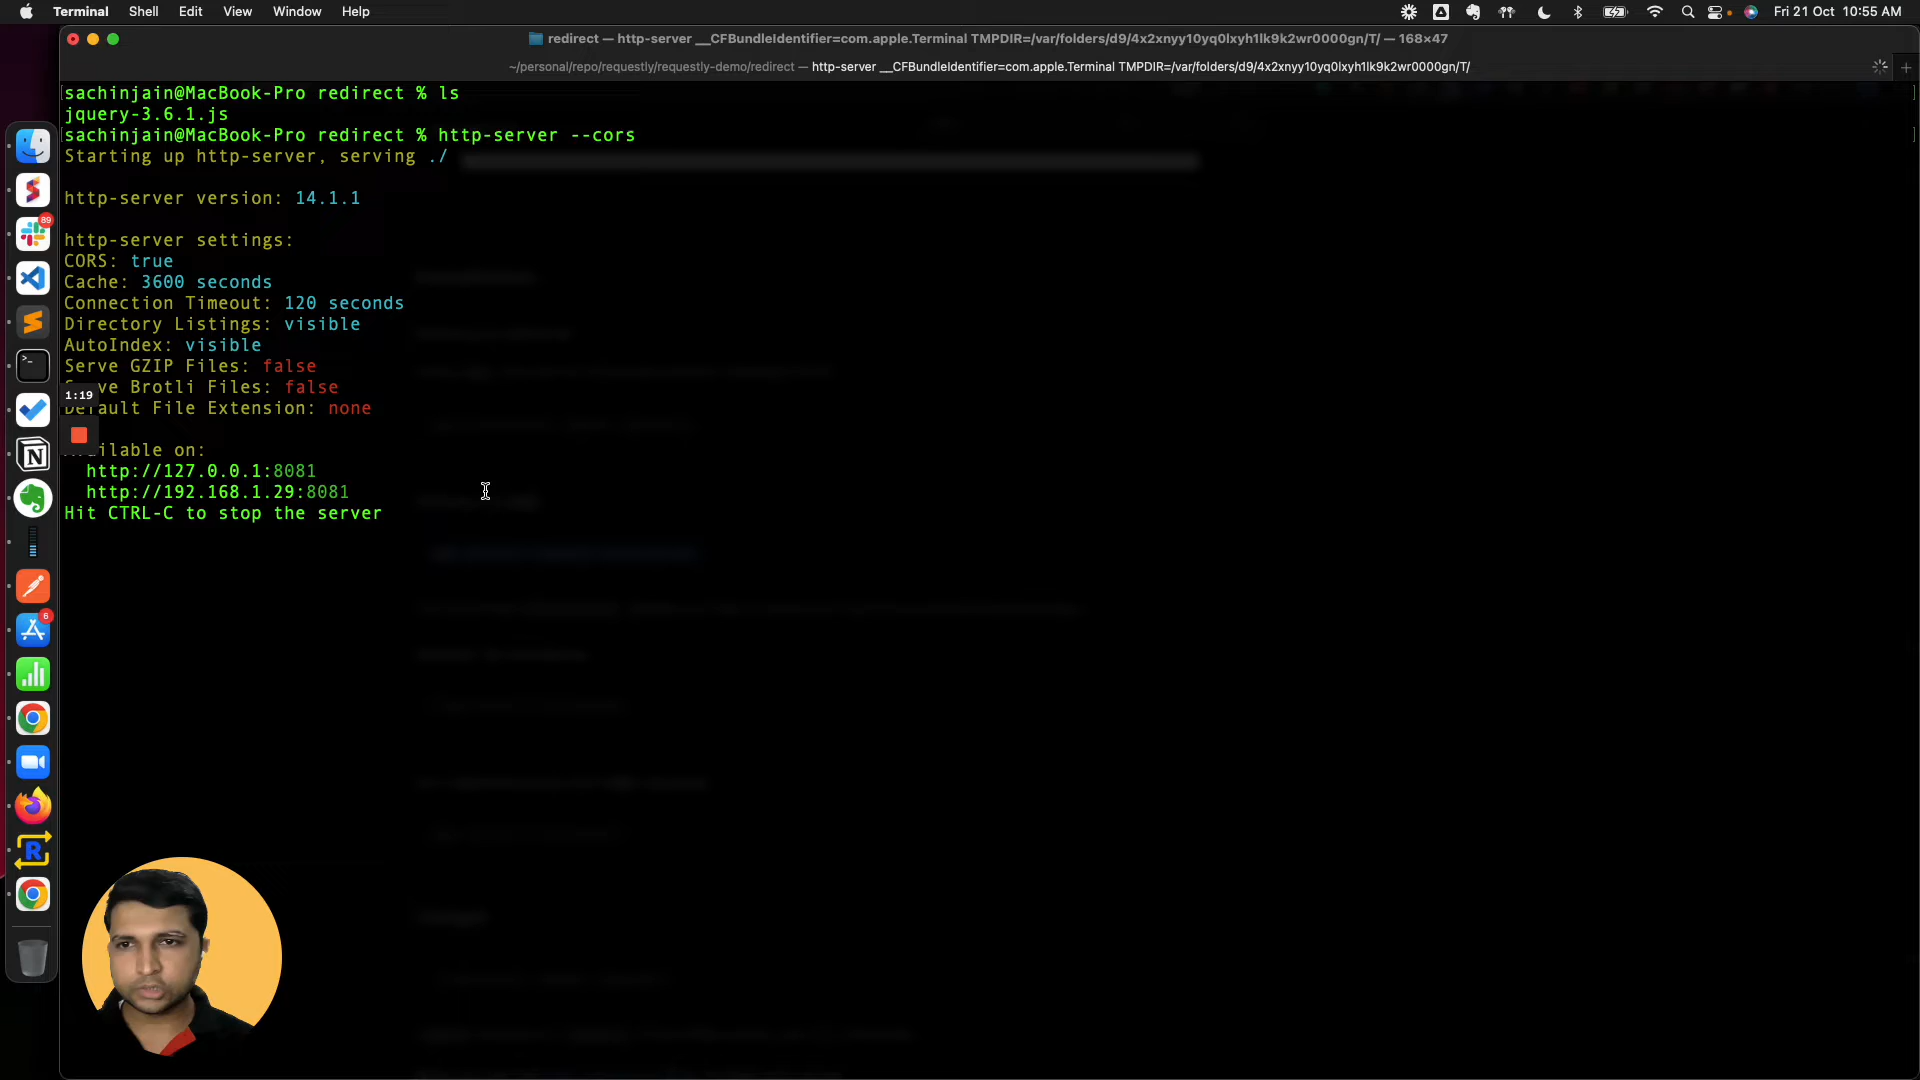 Terminal Shell Edit View Window Help Fri 21 Oct 10:55 AM
redirect — http-server __CFBundleIdentifier=com.apple.Terminal TMPDIR=/var/folders/d9/4x2xnyy10yq0lxyh1lk9k2wr0000gn/T/ — 168×47
~/personal/repo/requestly/requestly-demo/redirect — http-server __CFBundleIdentifier=com.apple.Terminal TMPDIR=/var/folders/d9/4x2xnyy10yq0lxyh1lk9k2wr0000gn/T/
sachinjain@MacBook-Pro redirect % ls
jquery-3.6.1.js
sachinjain@MacBook-Pro redirect % http-server --cors
Starting up http-server, serving ./
http-server version: 14.1.1
http-server settings:
CORS: true
Cache: 3600 seconds
Connection Timeout: 120 seconds
Directory Listings: visible
AutoIndex: visible
Serve GZIP Files: false
Serve Brotli Files: false
1:19
Default File Extension: none
Available on:
http://127.0.0.1:8081
http://192.168.1.29:8081
Hit CTRL-C to stop the server
89
6